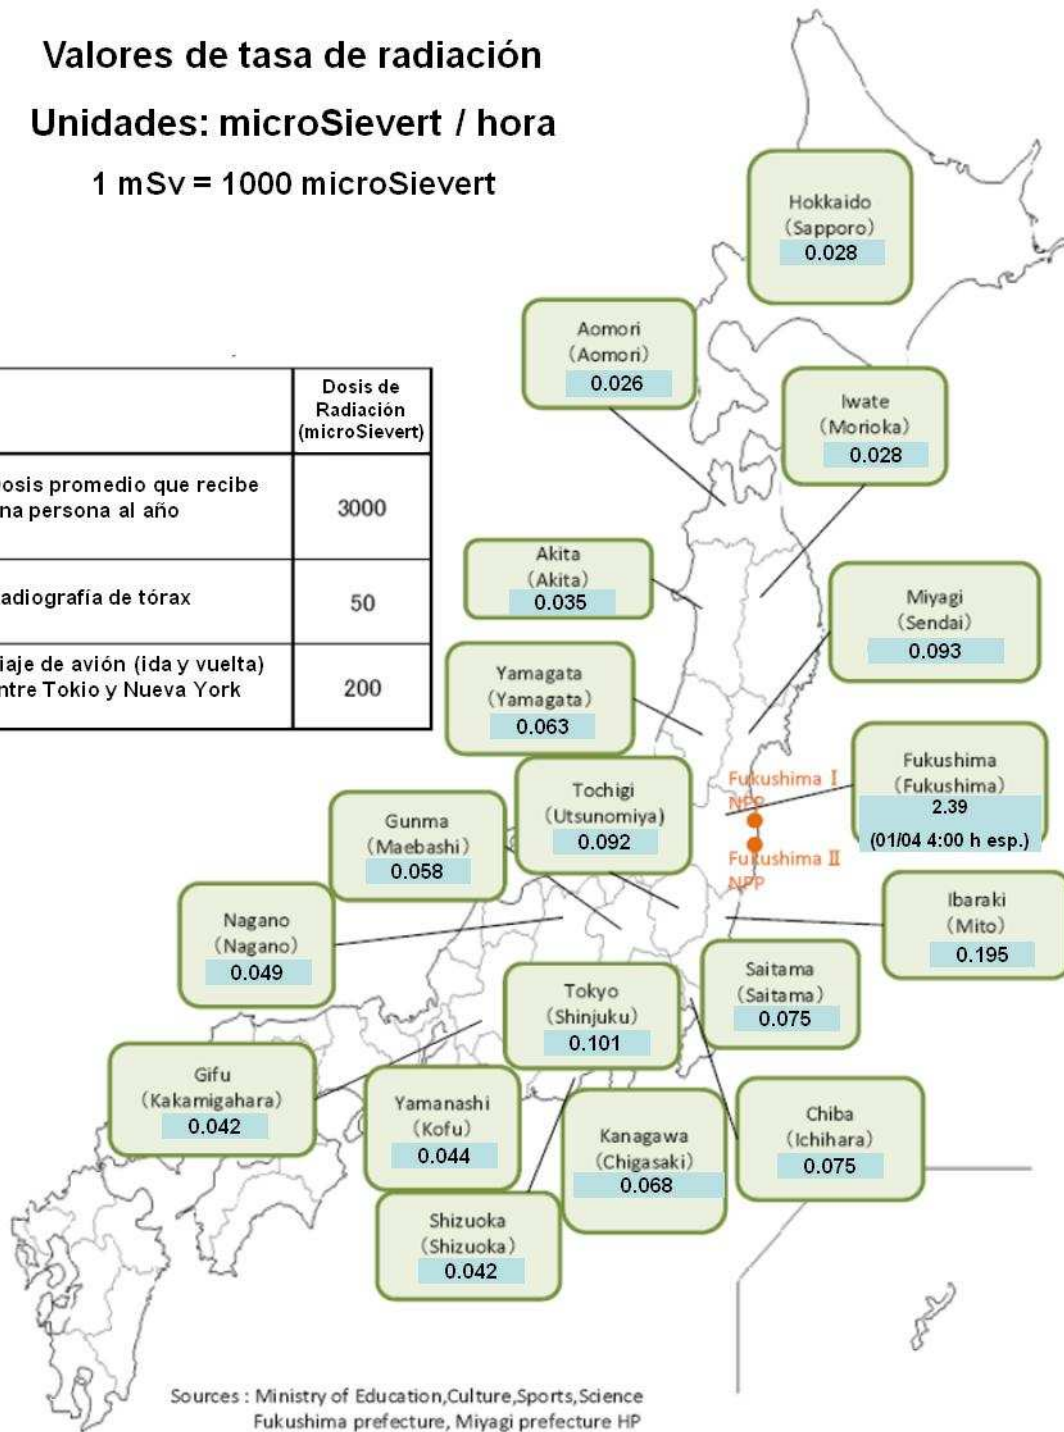 Valores de tasa de radiación
Unidades: microSievert / hora
1 mSv = 1000 microSievert
Hokkaido
(Sapporo)
0.028
Aomori
(Aomori)
0.026
Iwate
(Morioka)
0.028
Dosis de
Radiación
(microSievert)
osis promedio que recibe
na persona al año
3000
adiografía de tórax
50
iaje de avión (ida y vuelta)
ntre Tokio y Nueva York
200
Akita
(Akita)
0.035
Miyagi
(Sendai)
0.093
Yamagata
(Yamagata)
0.063
Fukushima
(Fukushima)
2.39
(01/04 4:00 h esp.)
Fukushima I
NPP
Fukushima II
NPP
Tochigi
(Utsunomiya)
0.092
Gunma
(Maebashi)
0.058
Ibaraki
(Mito)
0.195
Nagano
(Nagano)
0.049
Saitama
(Saitama)
0.075
Tokyo
(Shinjuku)
0.101
Gifu
(Kakamigahara)
0.042
Yamanashi
(Kofu)
0.044
Kanagawa
(Chigasaki)
0.068
Chiba
(Ichihara)
0.075
Shizuoka
(Shizuoka)
0.042
Sources : Ministry of Education,Culture,Sports,Science
Fukushima prefecture, Miyagi prefecture HP